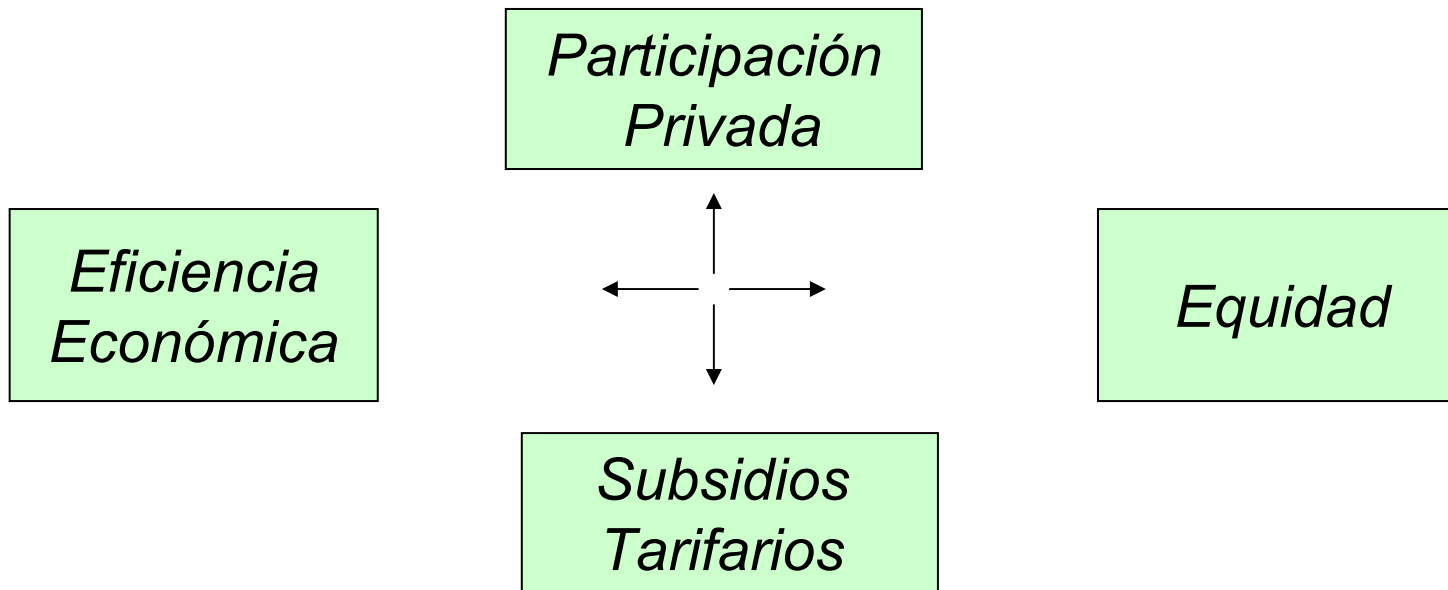 Participación
Privada
Eficiencia
Económica
Equidad
Subsidios
Tarifarios